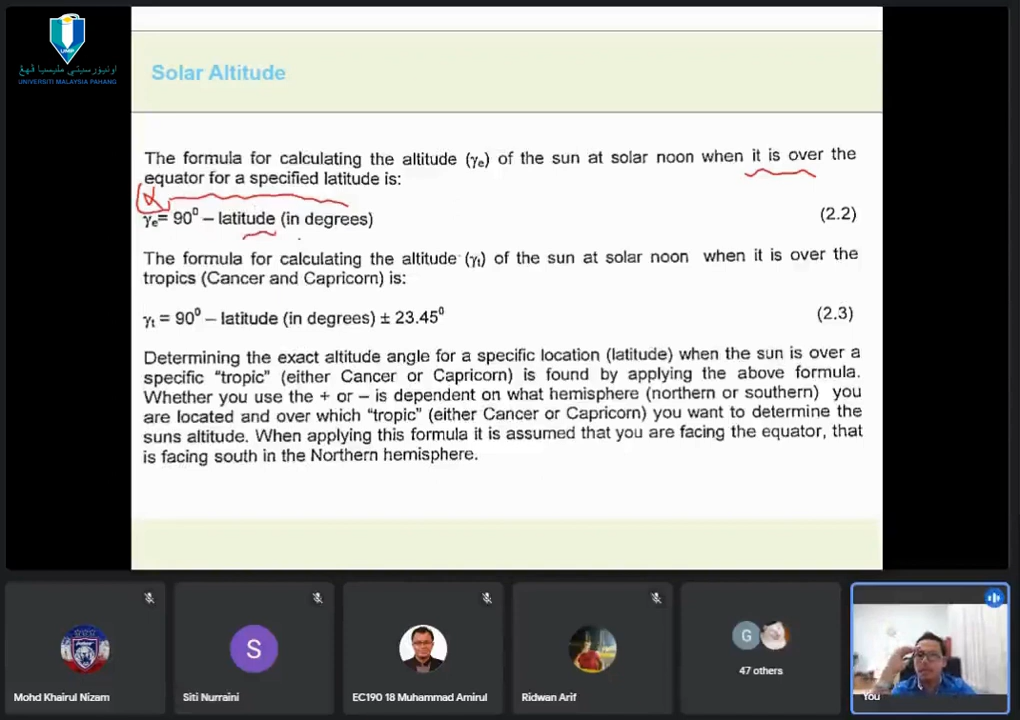 UMP
اونيۏرسيتي مليسيا ڤهڠ
UNIVERSITI MALAYSIA PAHANG
Solar Altitude
The formula for calculating the altitude (γe) of the sun at solar noon when it is over the
equator for a specified latitude is:
α
γe= 90⁰ – latitude (in degrees) (2.2)
The formula for calculating the altitude (γt) of the sun at solar noon when it is over the
tropics (Cancer and Capricorn) is:
γt = 90⁰ – latitude (in degrees) ± 23.45⁰ (2.3)
Determining the exact altitude angle for a specific location (latitude) when the sun is over a
specific “tropic” (either Cancer or Capricorn) is found by applying the above formula.
Whether you use the + or – is dependent on what hemisphere (northern or southern) you
are located and over which “tropic” (either Cancer or Capricorn) you want to determine the
suns altitude. When applying this formula it is assumed that you are facing the equator, that
is facing south in the Northern hemisphere.
S
G
47 others
Mohd Khairul Nizam
Siti Nurraini
EC190 18 Muhammad Amirul
Ridwan Arif
You